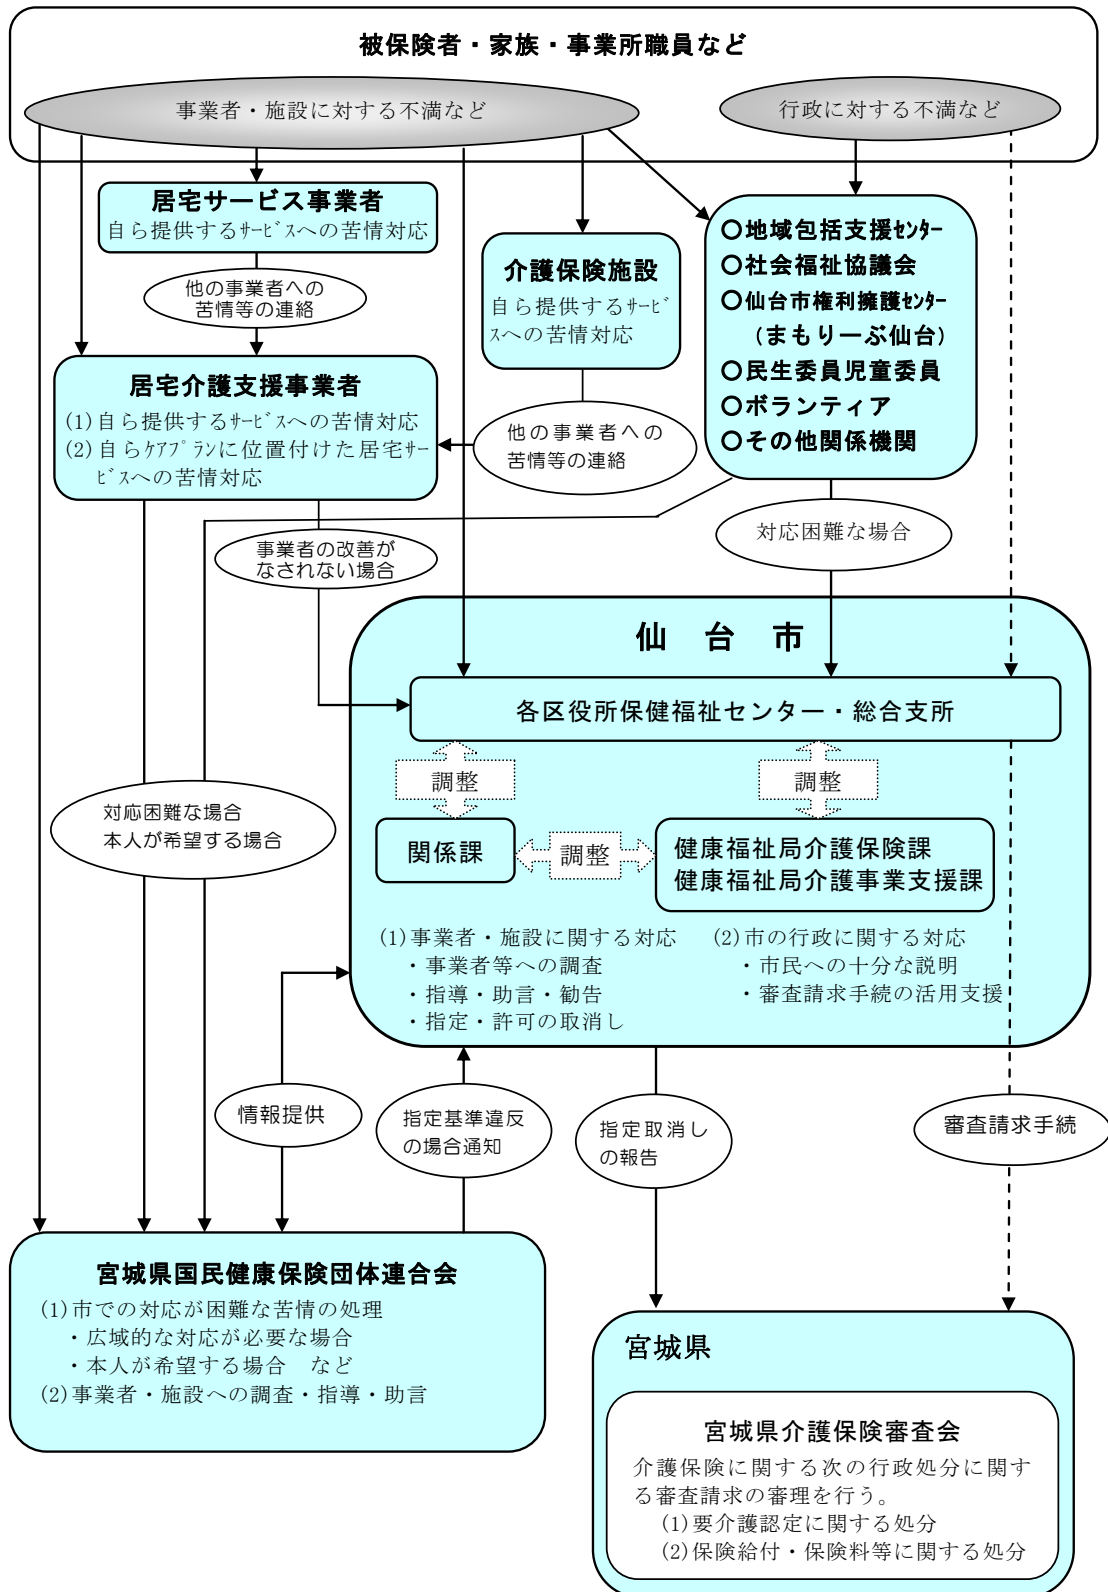 被保険者・家族・事業所職員など
事業者・施設に対する不満など
行政に対する不満など
居宅サービス事業者
自ら提供するｻｰﾋﾞｽへの苦情対応
他の事業者への
苦情等の連絡
介護保険施設
自ら提供するｻｰﾋﾞ
ｽへの苦情対応
○地域包括支援ｾﾝﾀｰ
○社会福祉協議会
○仙台市権利擁護ｾﾝﾀｰ
(まもりーぶ仙台)
○民生委員児童委員
○ボランティア
○その他関係機関
居宅介護支援事業者
(1)自ら提供するｻｰﾋﾞｽへの苦情対応
(2)自らｹｱﾌﾟﾗﾝに位置付けた居宅ｻｰ
ﾋﾞｽへの苦情対応
他の事業者への
苦情等の連絡
事業者の改善が
なされない場合
対応困難な場合
仙 台 市
各区役所保健福祉センター・総合支所
調整
調整
対応困難な場合
本人が希望する場合
関係課
調整
健康福祉局介護保険課
健康福祉局介護事業支援課
(1)事業者・施設に関する対応
・事業者等への調査
・指導・助言・勧告
・指定・許可の取消し
(2)市の行政に関する対応
・市民への十分な説明
・審査請求手続の活用支援
情報提供
指定基準違反
の場合通知
指定取消し
の報告
審査請求手続
宮城県国民健康保険団体連合会
(1)市での対応が困難な苦情の処理
・広域的な対応が必要な場合
・本人が希望する場合　など
(2)事業者・施設への調査・指導・助言
宮城県
宮城県介護保険審査会
介護保険に関する次の行政処分に関す
る審査請求の審理を行う。
(1)要介護認定に関する処分
(2)保険給付・保険料等に関する処分